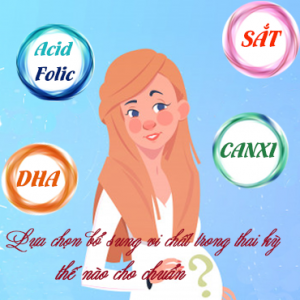 Acid
Folic
SẮT
DHA
CANXI
Lựa chọn bổ sung vi chất trong thai kỳ
thế nào cho chuẩn ?